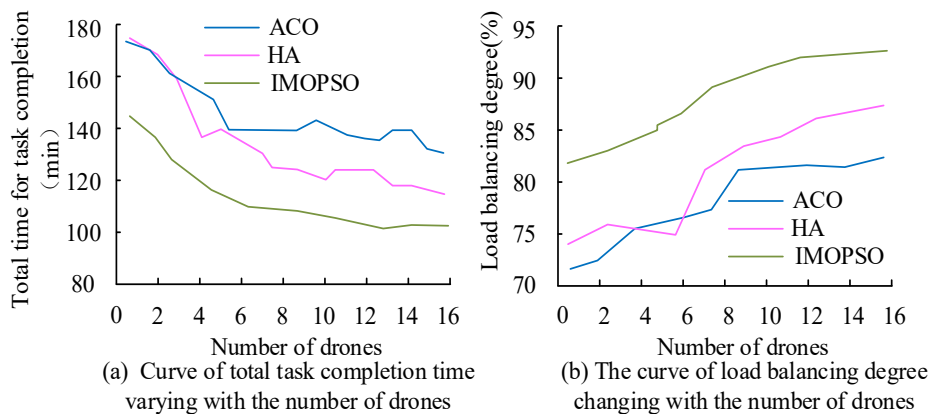 Total time for task completion
(min)
180
160
140
120
100
80
ACO
HA
IMOPSO
0 2 4 6 8 10 12 14 16
Number of drones
(a) Curve of total task completion time
varying with the number of drones
Load balancing degree(%)
95
90
85
80
75
70
ACO
HA
IMOPSO
0 2 4 6 8 10 12 14 16
Number of drones
(b) The curve of load balancing degree
changing with the number of drones